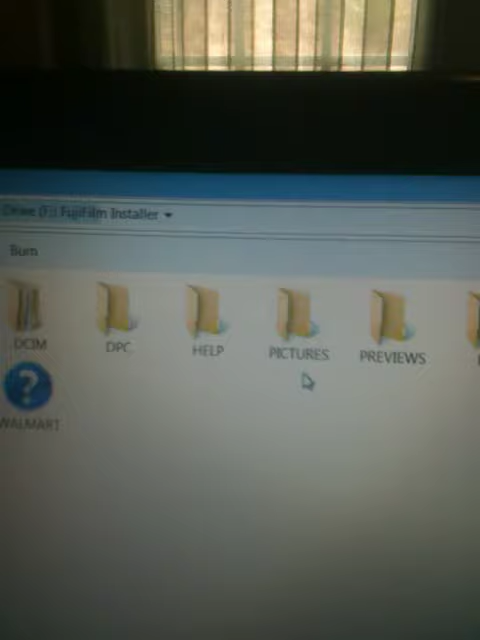 Drive (F:) FujiFilm Installer
Burn
DCIM
DPC
HELP
PICTURES
PREVIEWS
WALMART